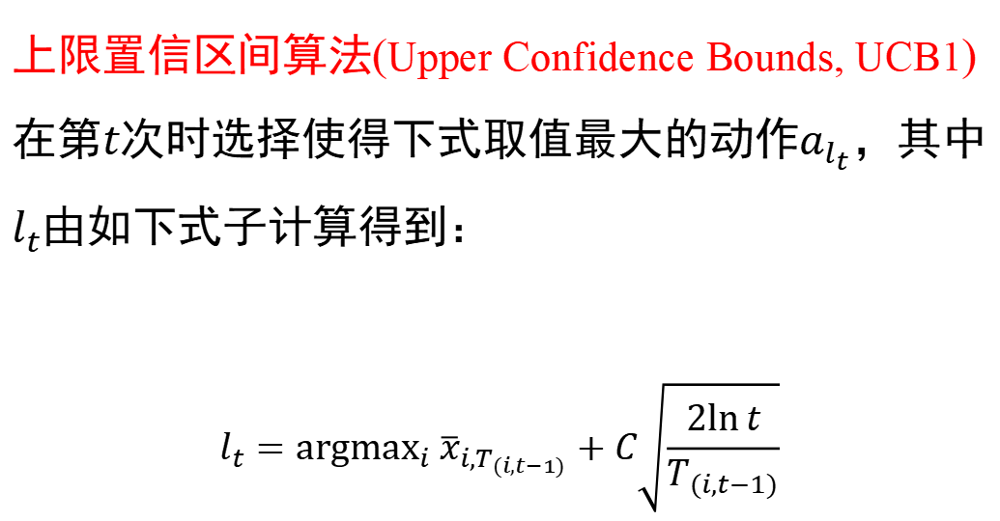 上限置信区间算法(Upper Confidence Bounds, UCB1)
在第𝑡次时选择使得下式取值最大的动作𝑎_{𝑙_𝑡}，其中
𝑙_𝑡由如下式子计算得到：
𝑙_𝑡 = argmax_𝑖 x̄_{𝑖,𝑇_{(𝑖,𝑡−1)}} + 𝐶√(2ln 𝑡 / 𝑇_{(𝑖,𝑡−1)})